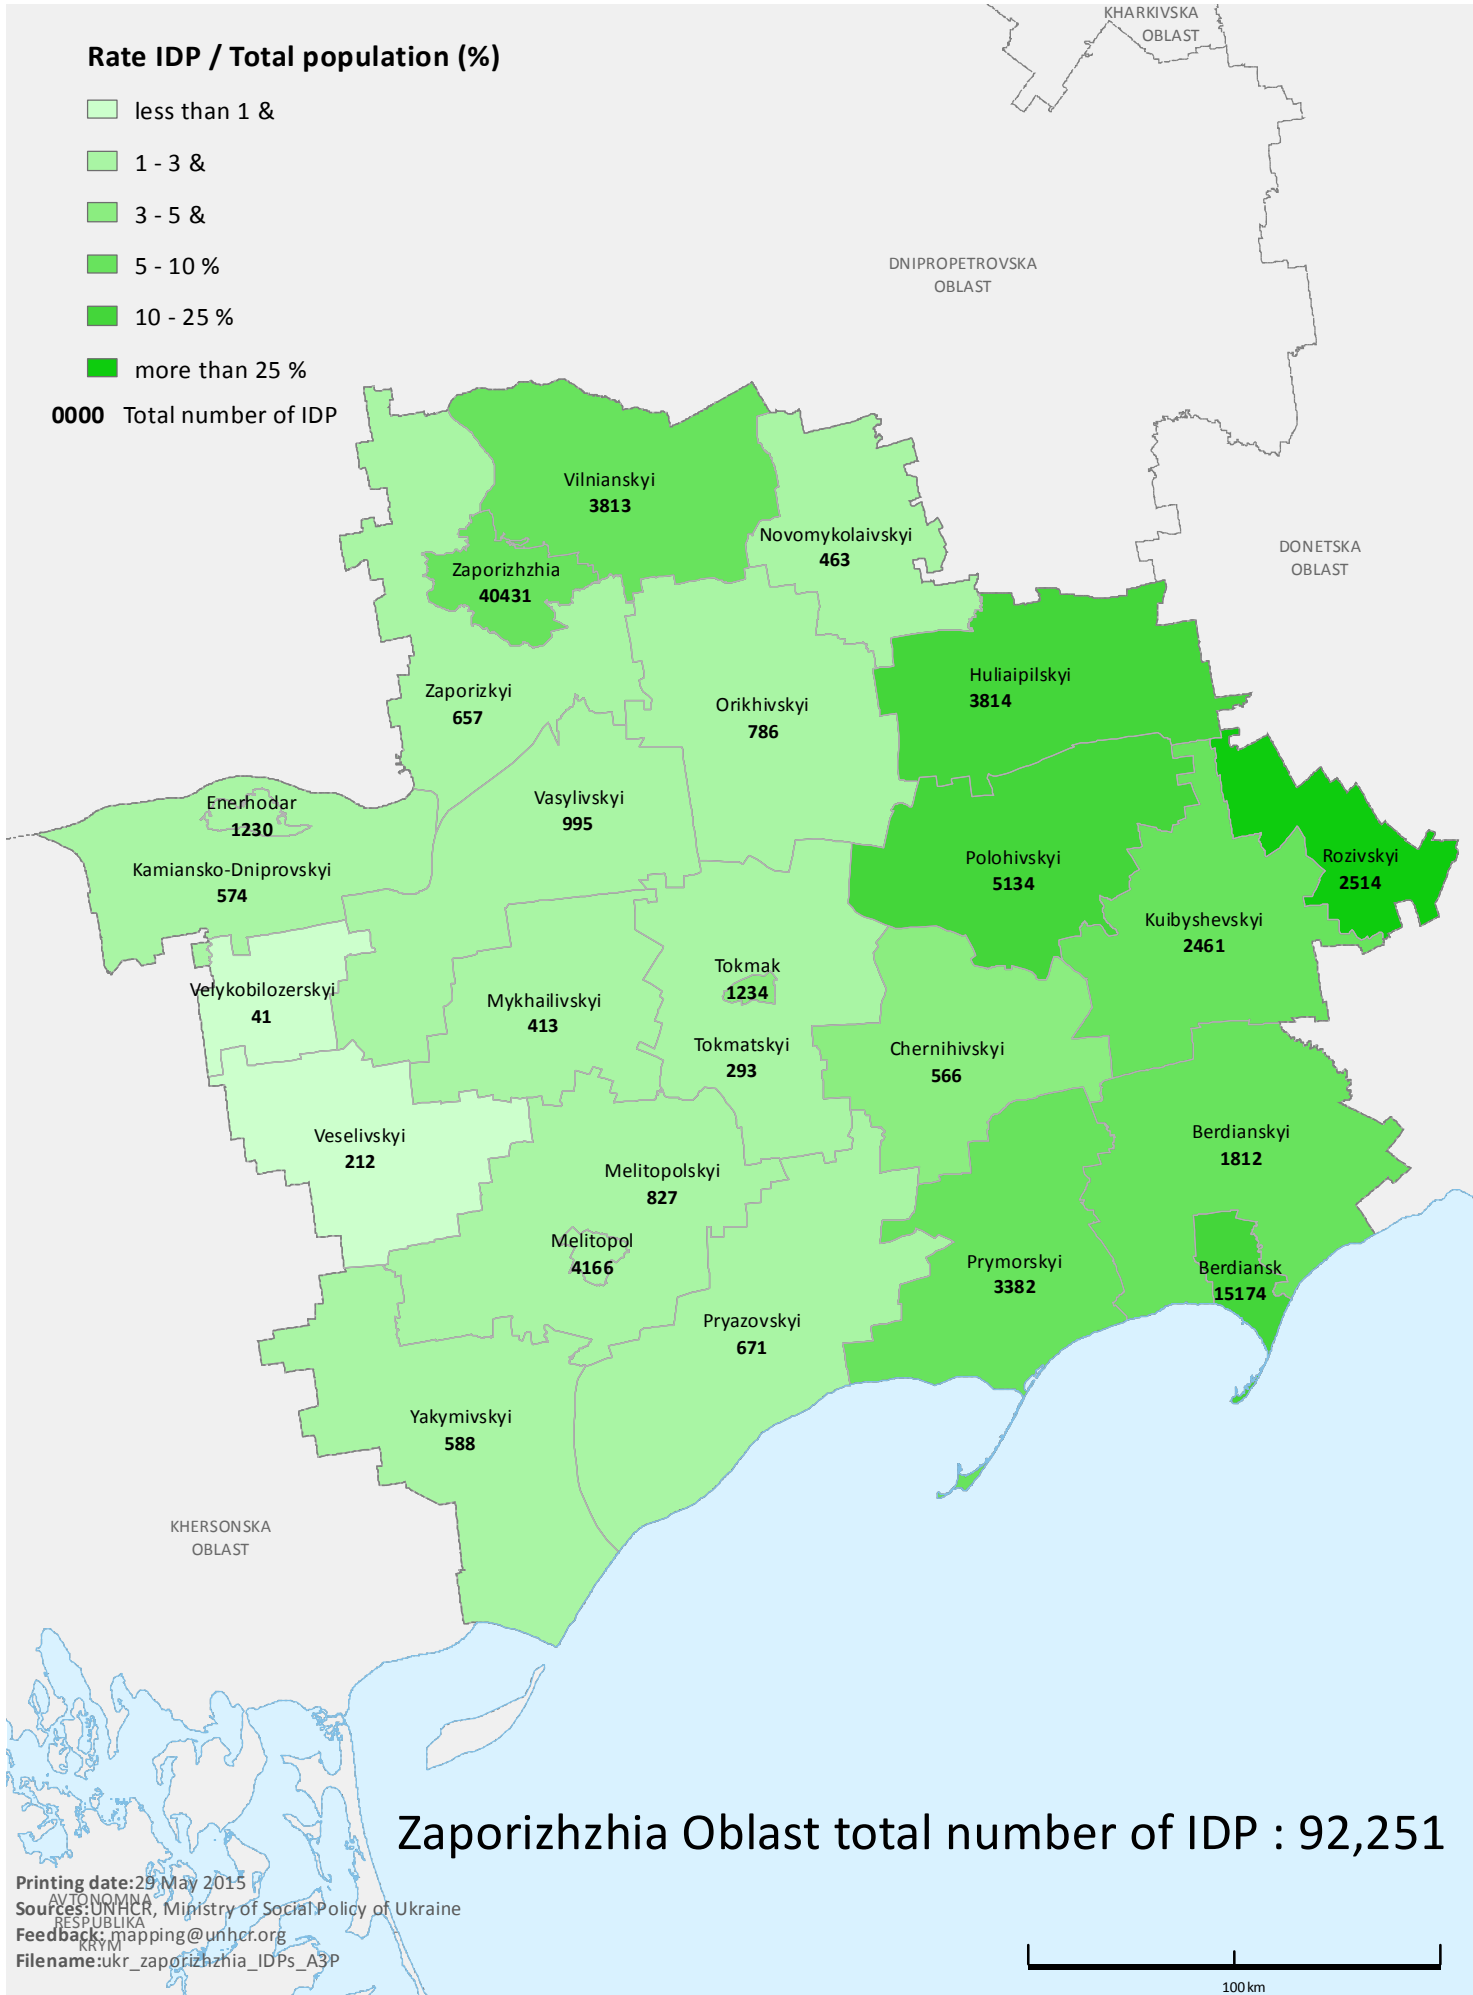 KHARKIVSKA
OBLAST
Rate IDP / Total population (%)
less than 1 &
1 - 3 &
3 - 5 &
5 - 10 %
10 - 25 %
more than 25 %
0000 Total number of IDP
DNIPROPETROVSKA
OBLAST
DONETSKA
OBLAST
Vilnianskyi
3813
Novomykolaivskyi
463
Zaporizhzhia
40431
Huliaipilskyi
3814
Zaporizkyi
657
Orikhivskyi
786
Enerhodar
1230
Vasylivskyi
995
Kamiansko-Dniprovskyi
574
Polohivskyi
5134
Rozivskyi
2514
Kuibyshevskyi
2461
Velykobilozerskyi
41
Mykhailivskyi
413
Tokmak
1234
Tokmatskyi
293
Chernihivskyi
566
Veselivskyi
212
Melitopolskyi
827
Berdianskyi
1812
Melitopol
4166
Prymorskyi
3382
Berdiansk
15174
Pryazovskyi
671
Yakymivskyi
588
KHERSONSKA
OBLAST
Zaporizhzhia Oblast total number of IDP : 92,251
Printing date:29 May 2015
AVTONOMNA
Sources:UNHCR, Ministry of Social Policy of Ukraine
RESPUBLIKA
Feedback: mapping@unhcr.org
KRYM
Filename:ukr_zaporizhzhia_IDPs_A3P
100 km